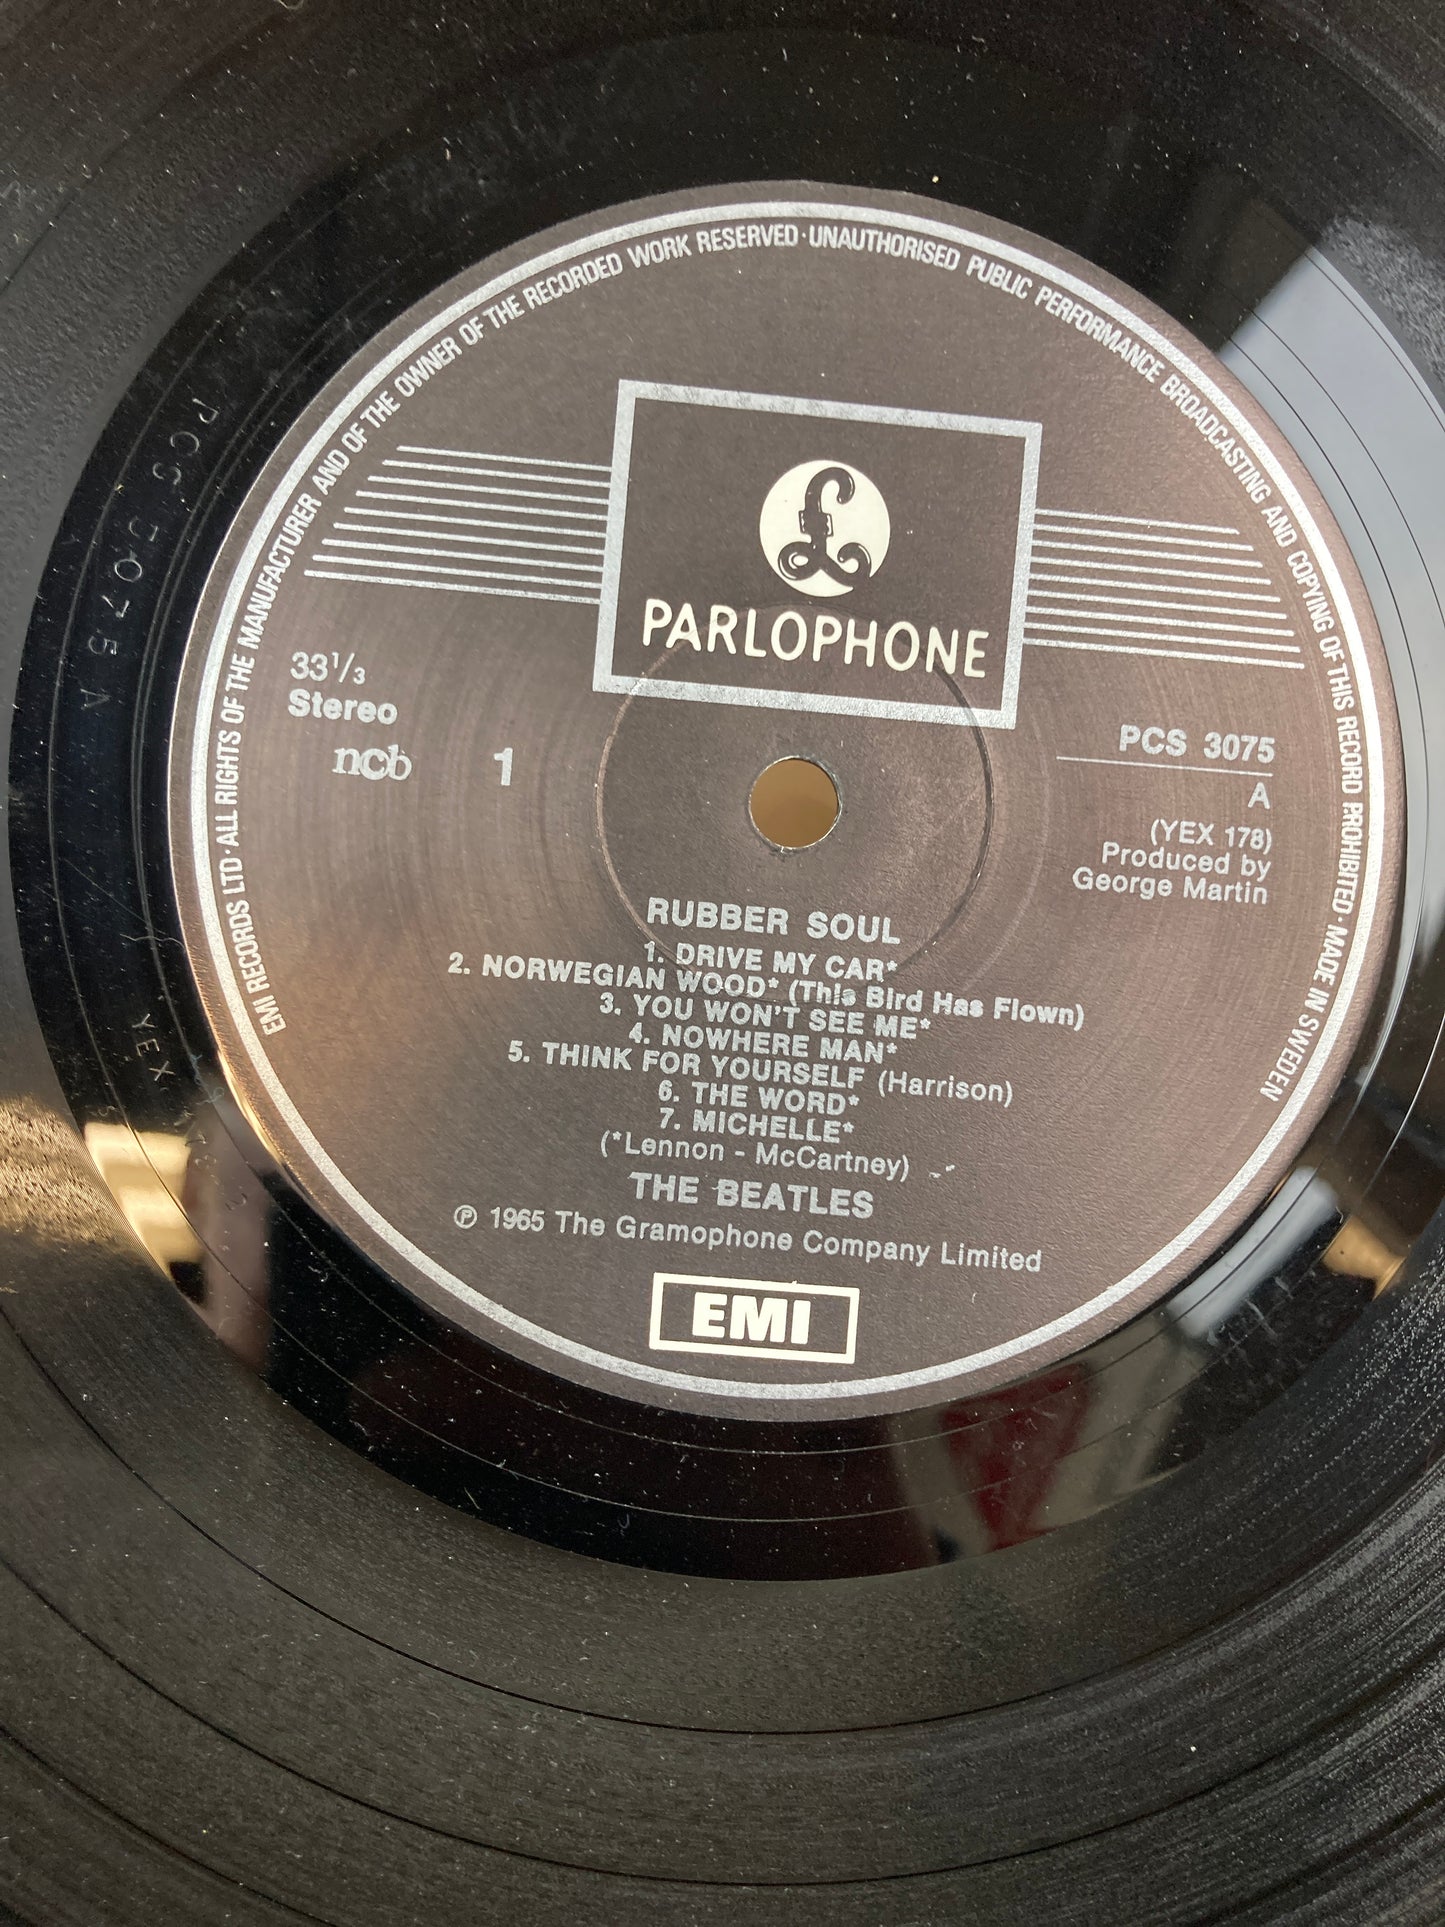 EMI RECORDS LTD · ALL RIGHTS OF THE MANUFACTURER AND OF THE OWNER OF THE RECORDED WORK RESERVED · UNAUTHORISED PUBLIC PERFORMANCE BROADCASTING AND COPYING OF THIS RECORD PROHIBITED · MADE IN SWEDEN
PARLOPHONE
33 1/3
Stereo
ncb 1
PCS 3075
A
(YEX 178)
Produced by
George Martin
RUBBER SOUL
1. DRIVE MY CAR*
2. NORWEGIAN WOOD* (This Bird Has Flown)
3. YOU WON'T SEE ME*
4. NOWHERE MAN*
5. THINK FOR YOURSELF (Harrison)
6. THE WORD*
7. MICHELLE*
(*Lennon - McCartney)
THE BEATLES
℗ 1965 The Gramophone Company Limited
EMI
YEX